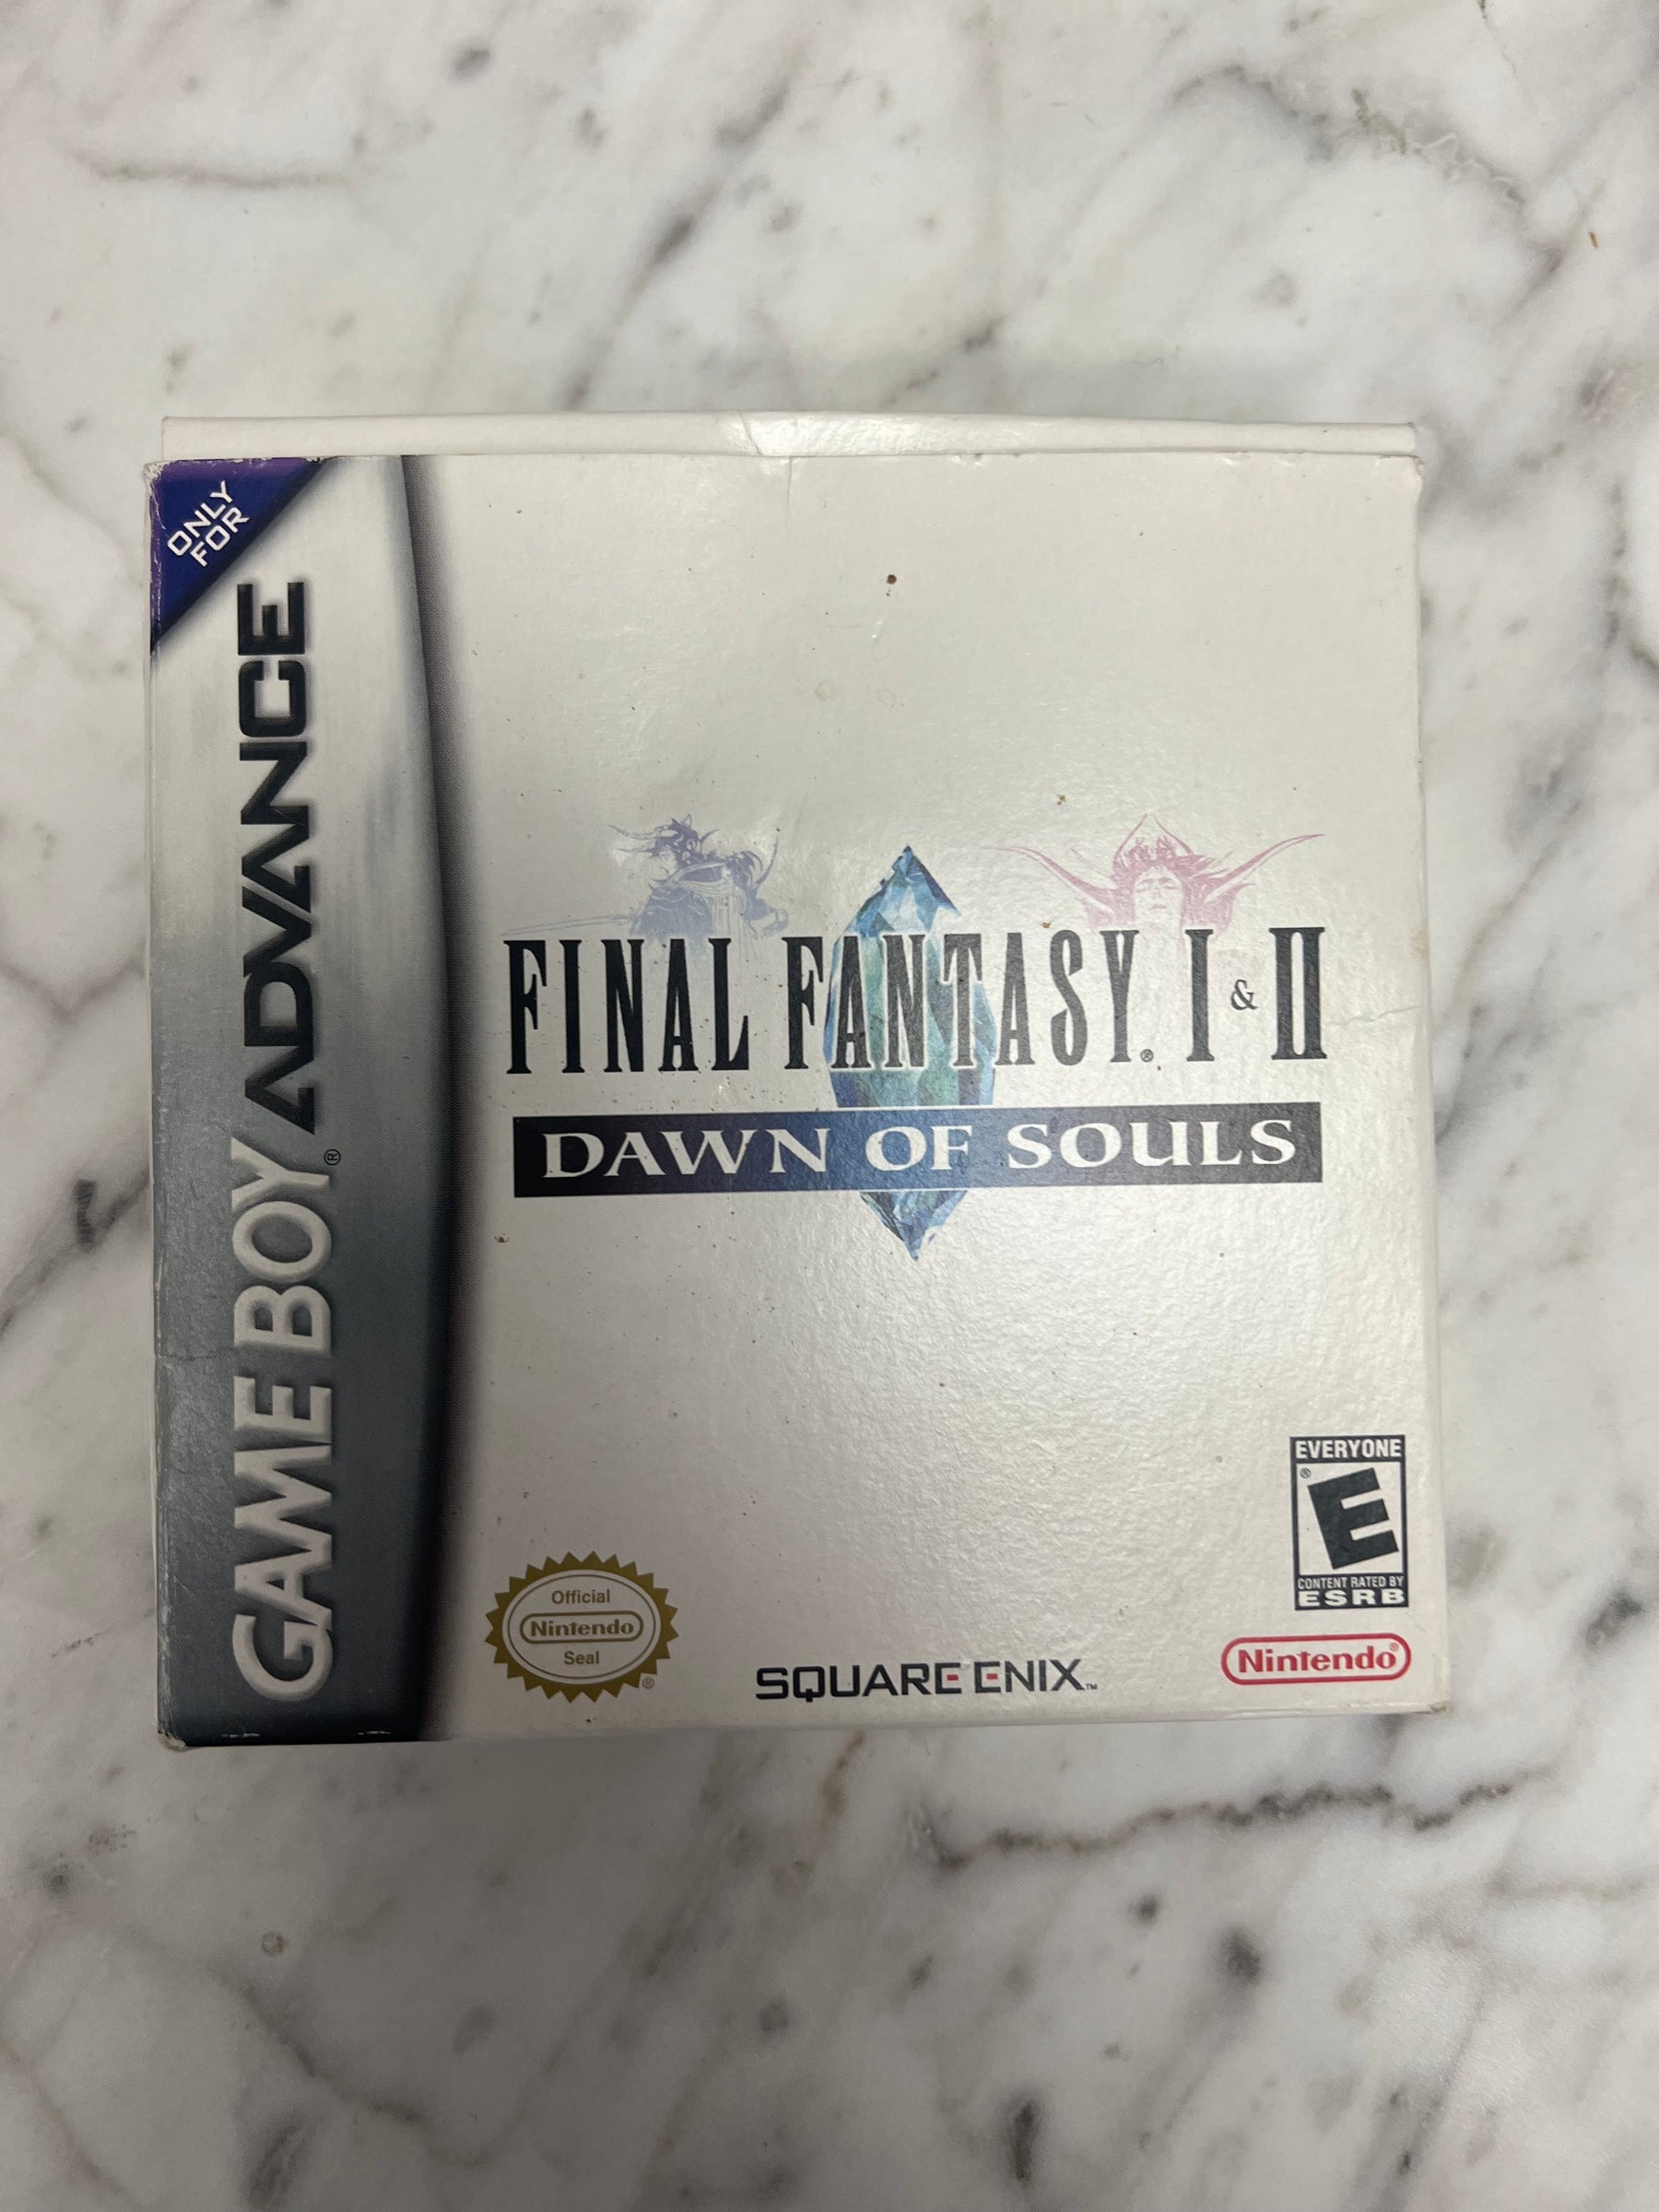 ONLY
FOR
GAME BOY ADVANCE
®
FINAL FANTASY® I & II
DAWN OF SOULS
EVERYONE
E
®
CONTENT RATED BY
ESRB
Official
Nintendo
Seal
®
SQUARE ENIX™
Nintendo®